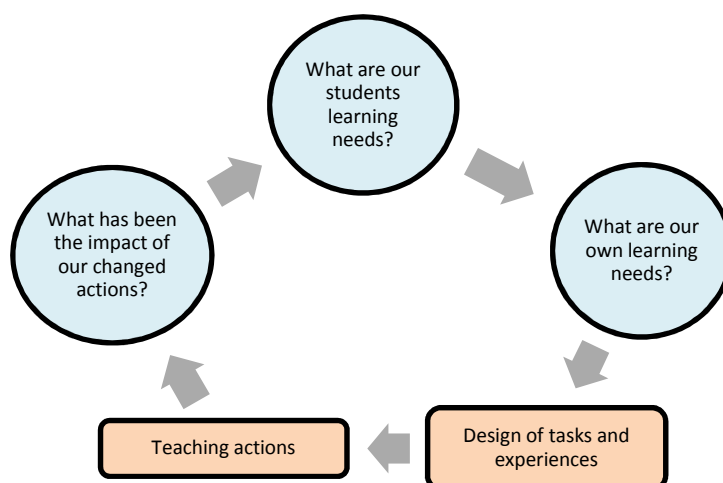 What are our
students
learning
needs?
What are our
own learning
needs?
Design of tasks and
experiences
Teaching actions
What has been
the impact of
our changed
actions?